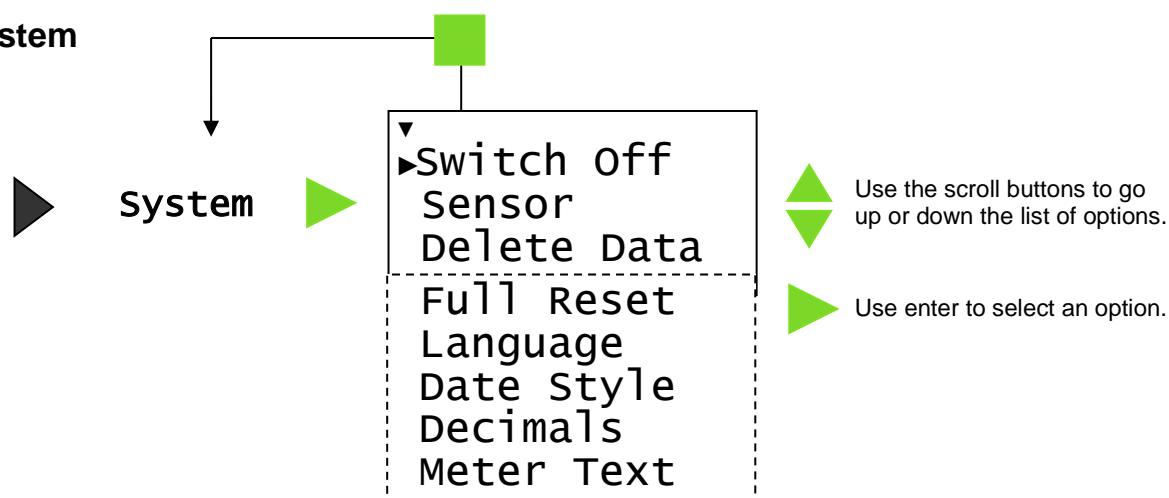 stem
System
Switch Off
Sensor
Delete Data
Full Reset
Language
Date Style
Decimals
Meter Text
Use the scroll buttons to go
up or down the list of options.
Use enter to select an option.